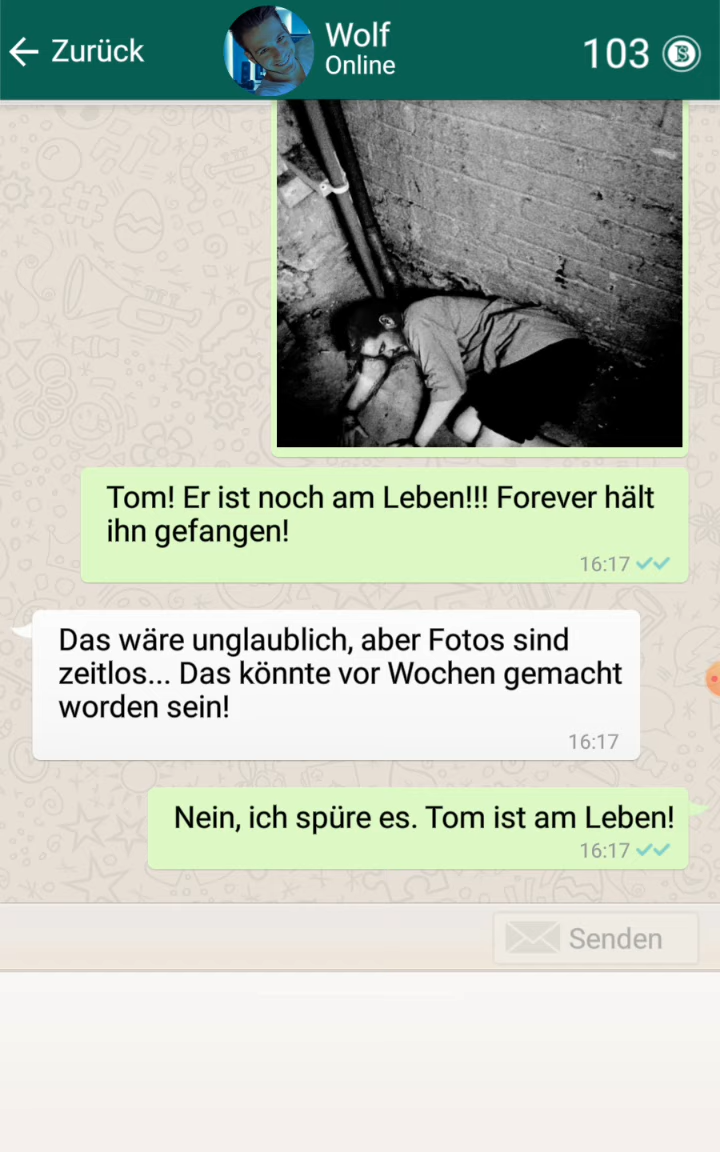 Zurück
Wolf
Online
103
Tom! Er ist noch am Leben!!! Forever hält
ihn gefangen!
16:17
Das wäre unglaublich, aber Fotos sind
zeitlos... Das könnte vor Wochen gemacht
worden sein!
16:17
Nein, ich spüre es. Tom ist am Leben!
16:17
Senden